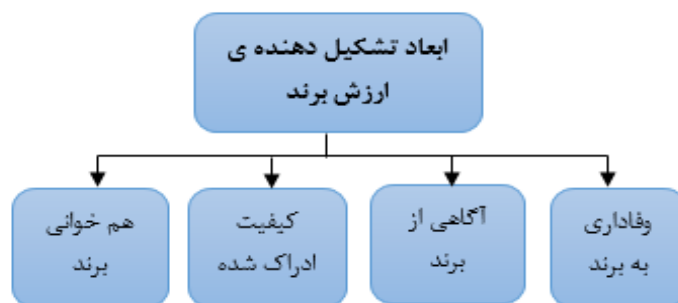 ابعاد تشکیل دهنده ی
ارزش برند
وفاداری
به برند
آگاهی از
برند
کیفیت
ادراک شده
هم خوانی
برند